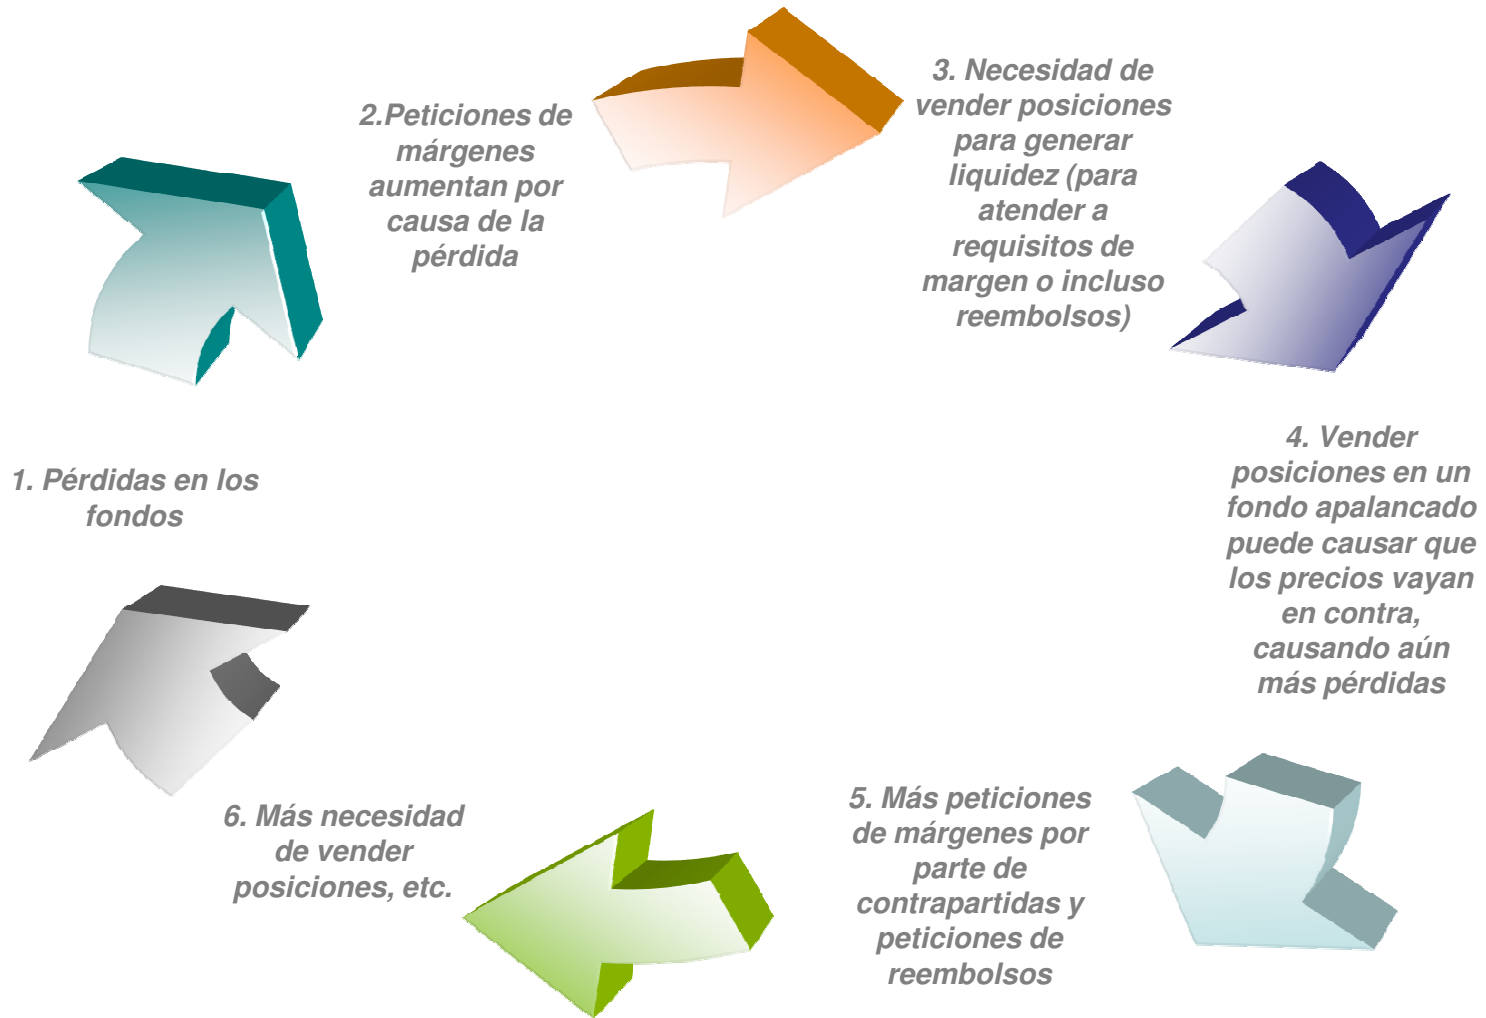 1. Pérdidas en los
fondos
2.Peticiones de
márgenes
aumentan por
causa de la
pérdida
3. Necesidad de
vender posiciones
para generar
liquidez (para
atender a
requisitos de
margen o incluso
reembolsos)
4. Vender
posiciones en un
fondo apalancado
puede causar que
los precios vayan
en contra,
causando aún
más pérdidas
5. Más peticiones
de márgenes por
parte de
contrapartidas y
peticiones de
reembolsos
6. Más necesidad
de vender
posiciones, etc.